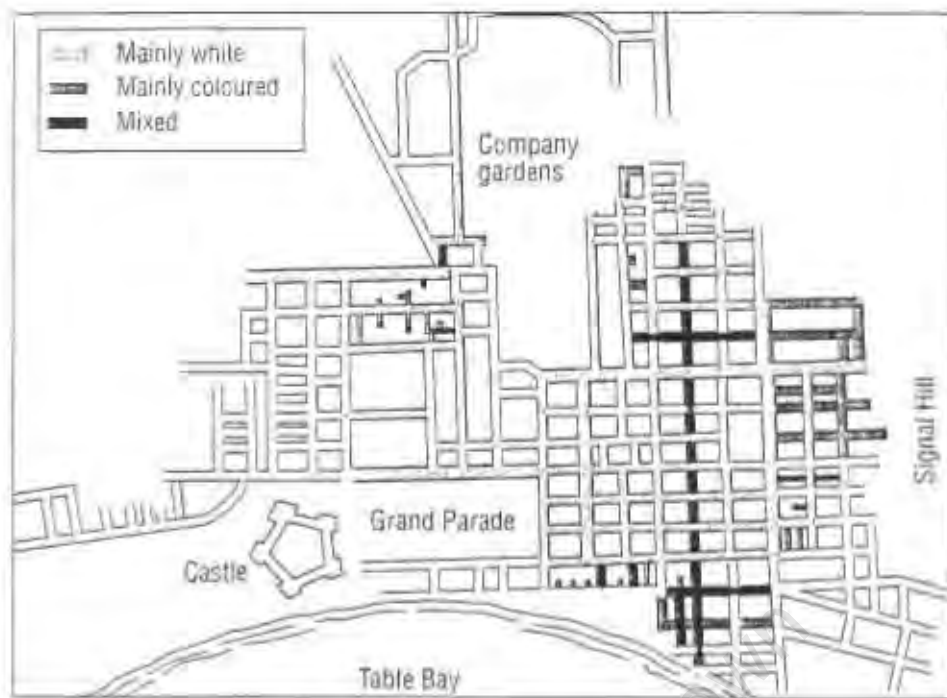 Mainly white
Mainly coloured
Mixed
Company
gardens
Signal Hill
Grand Parade
Castle
Table Bay